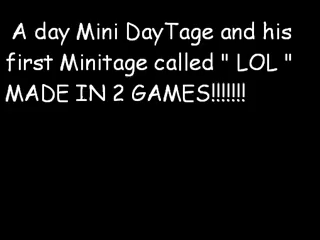 A day Mini DayTage and his
first Minitage called " LOL "
MADE IN 2 GAMES!!!!!!!